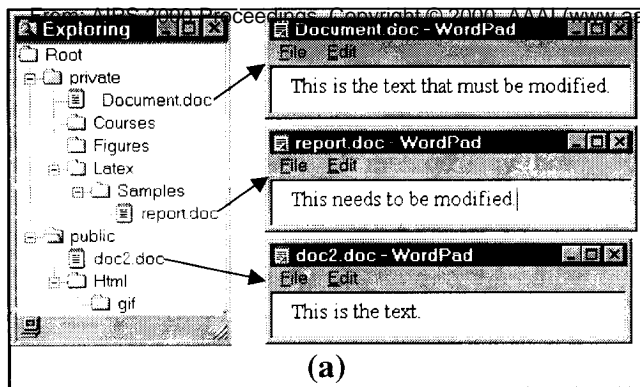 From: AIPS 2000 Proceedings. Copyright © 2000, AAAI (www.aa
Exploring
Root
private
Document.doc
Courses
Figures
Latex
Samples
report.doc
public
doc2.doc
Html
gif
Document.doc - WordPad
File Edit
This is the text that must be modified.
report.doc - WordPad
File Edit
This needs to be modified
doc2.doc - WordPad
File Edit
This is the text.
(a)